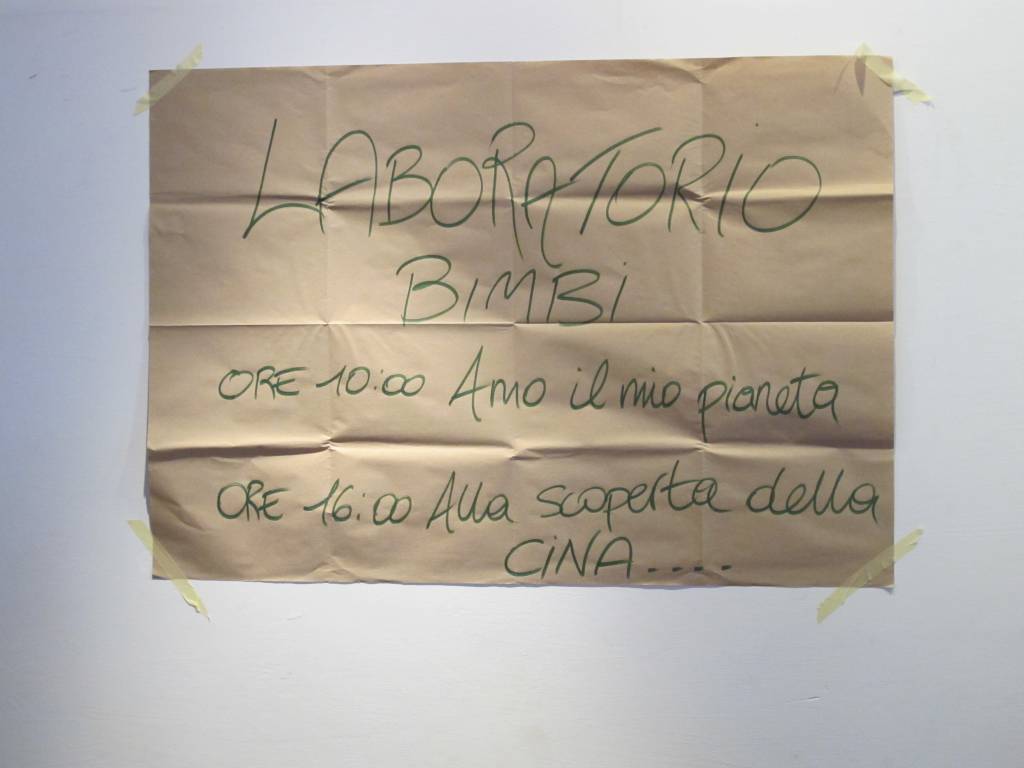 LABORATORIO
BIMBI
ORE 10:00 Amo il mio pianeta
ORE 16:00 Alla scoperta della
CiNA....